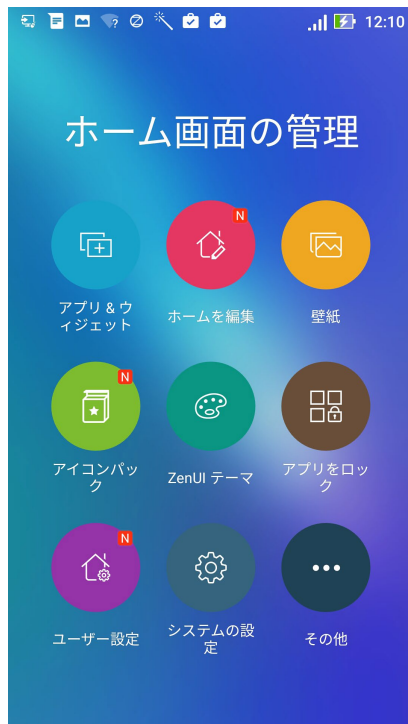 12:10
ホーム画面の管理
N
アプリ & ウ
ィジェット
ホームを編集
壁紙
N
アイコンパッ
ク
ZenUI テーマ
アプリをロッ
ク
N
ユーザー設定
システムの設
定
その他